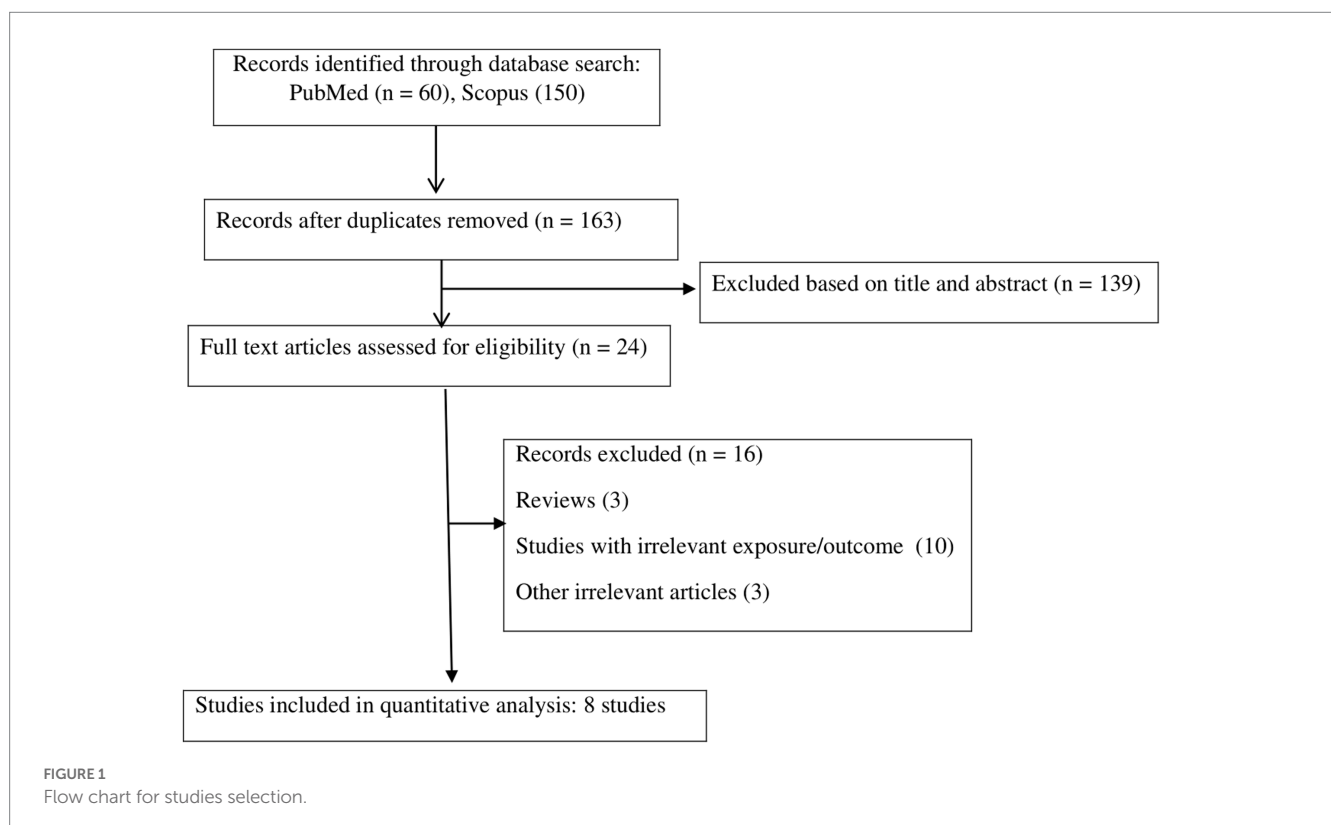 Records identified through database search:
PubMed (n = 60), Scopus (150)
Records after duplicates removed (n = 163)
Excluded based on title and abstract (n = 139)
Full text articles assessed for eligibility (n = 24)
Records excluded (n = 16)
Reviews (3)
Studies with irrelevant exposure/outcome (10)
Other irrelevant articles (3)
Studies included in quantitative analysis: 8 studies
FIGURE 1
Flow chart for studies selection.